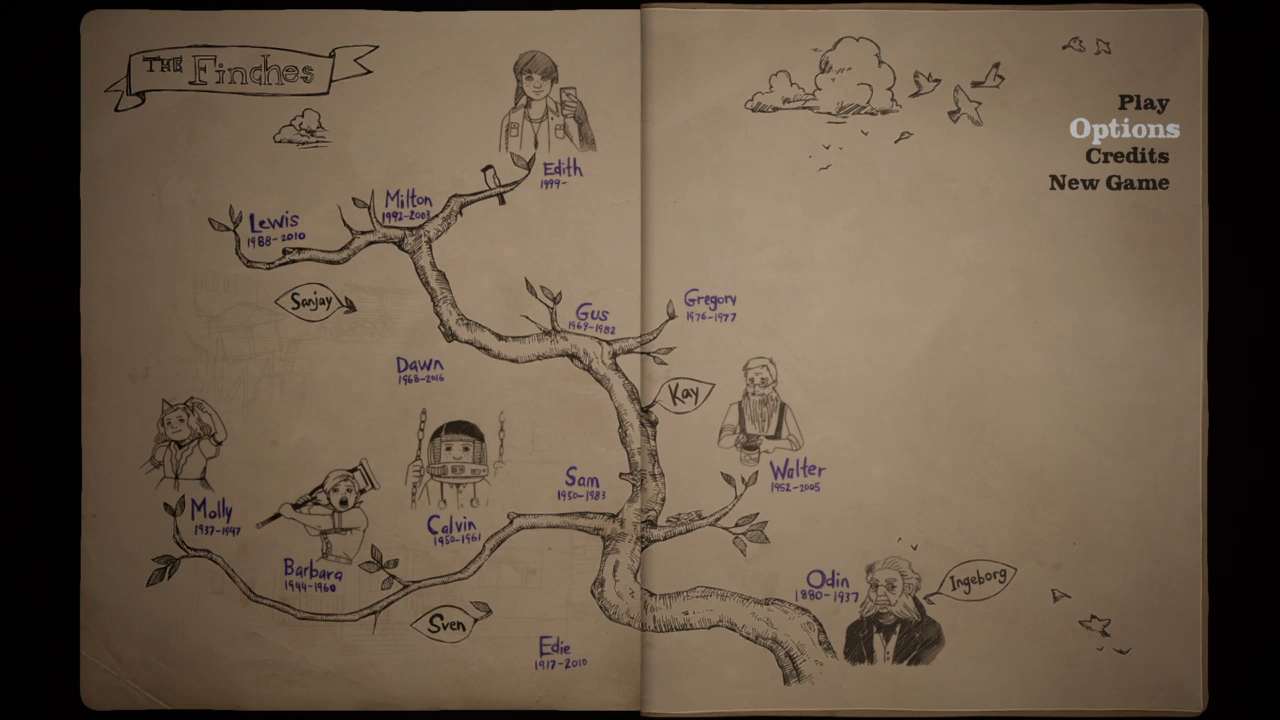 THE Finches
Play
Options
Credits
New Game
Edith
1999-
Milton
1992-2003
Lewis
1988-2010
Sanjay
Gus
1969-1982
Gregory
1976-1977
Dawn
1968-2016
Kay
Sam
1950-1983
Walter
1952-2005
Molly
1937-1947
Barbara
1944-1960
Calvin
1950-1961
Sven
Odin
1880-1937
Ingeborg
Edie
1917-2010